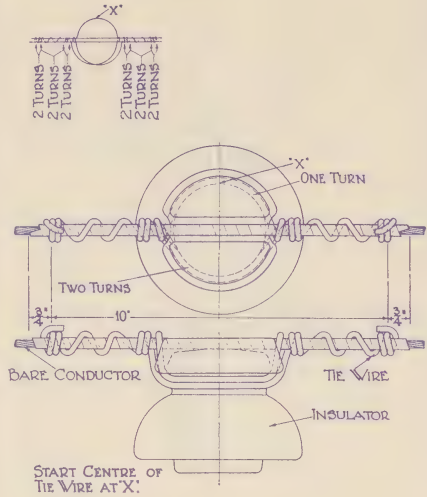 "X"
2 TURNS
2 TURNS
2 TURNS
2 TURNS
2 TURNS
2 TURNS
"X"
ONE TURN
TWO TURNS
3/4"
10"
3/4"
BARE CONDUCTOR
TIE WIRE
INSULATOR
START CENTRE OF
TIE WIRE AT "X".